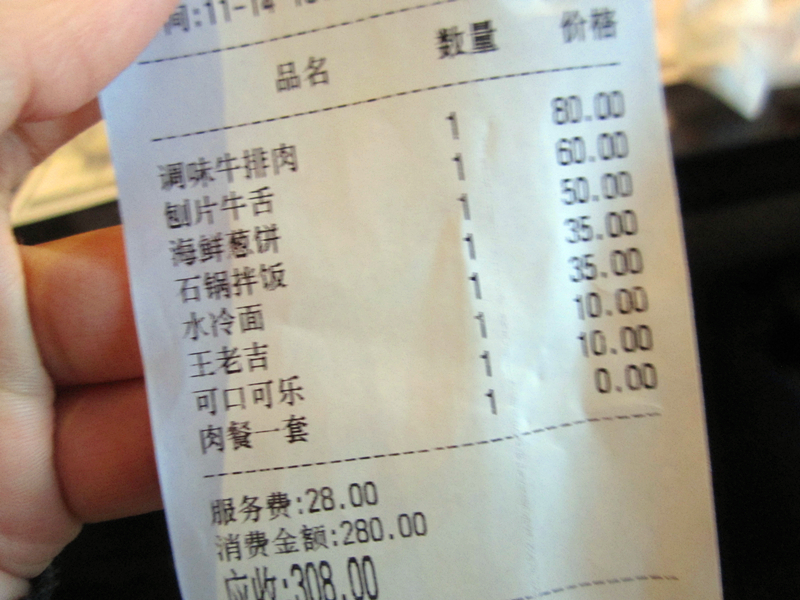 间:11-14
品名 数量 价格
调味牛排肉 1 80.00
刨片牛舌 1 60.00
海鲜葱饼 1 50.00
石锅拌饭 1 35.00
水冷面 1 35.00
王老吉 1 10.00
可口可乐 1 10.00
肉餐一套 1 0.00
服务费:28.00
消费金额:280.00
应收:308.00